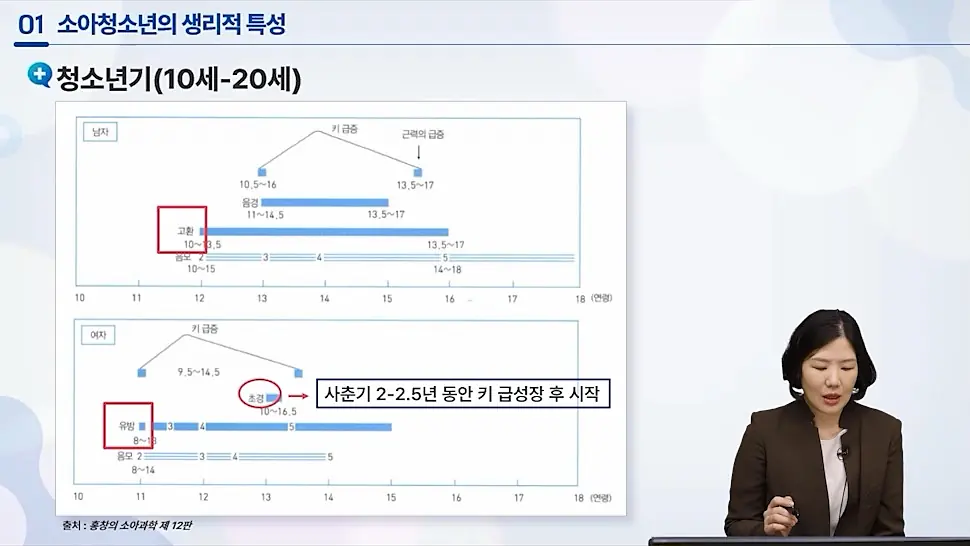 01 소아청소년의 생리적 특성
청소년기(10세-20세)
남자
키 급증
근력의 급증
10.5~16
13.5~17
음경
11~14.5
13.5~17
고환
10~13.5
13.5~17
음모 2 3 4 5
10~15
14~18
10 11 12 13 14 15 16 17 18 (연령)
여자
키 급증
9.5~14.5
초경
10~16.5
사춘기 2-2.5년 동안 키 급성장 후 시작
유방 3 4 5
8~13
음모 2 3 4 5
8~14
10 11 12 13 14 15 16 17 18 (연령)
출처 : 홍창의 소아과학 제 12판